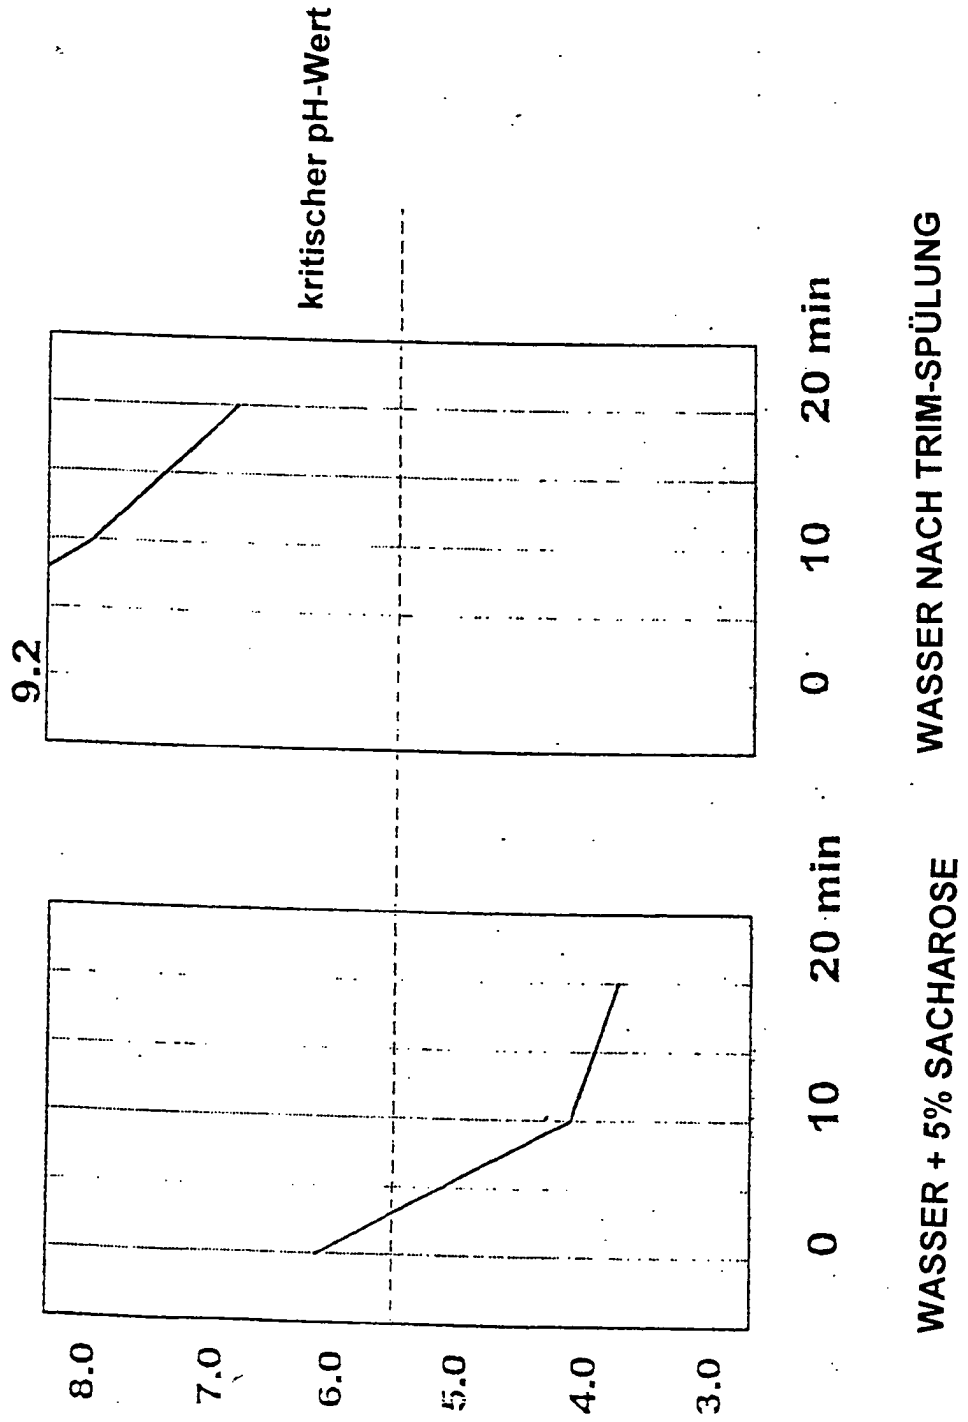 9.2
kritischer pH-Wert
8.0
7.0
6.0
5.0
4.0
3.0
0 10 20 min
0 10 20 min
WASSER + 5% SACHAROSE
WASSER NACH TRIM-SPÜLUNG